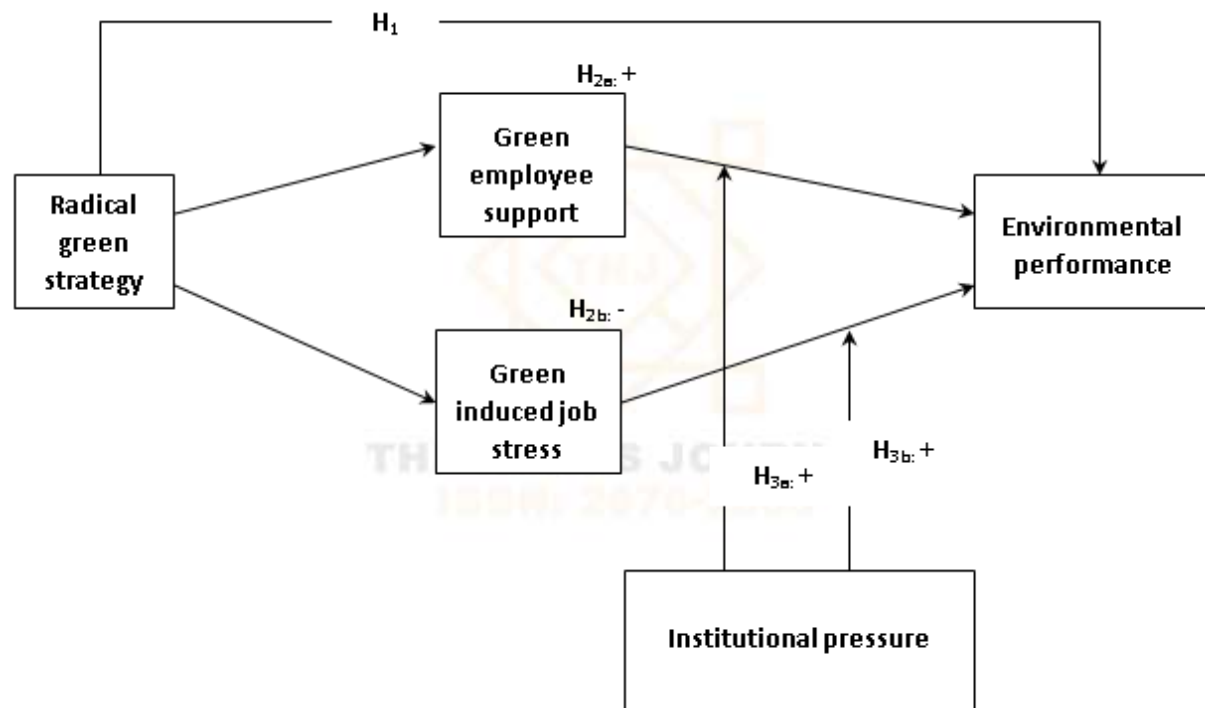 H₁
H₂ₐ: +
Green
employee
support
Radical
green
strategy
Environmental
performance
H₂b: -
Green
induced job
stress
THJ
H₃b: +
H₃ₐ: +
Institutional pressure